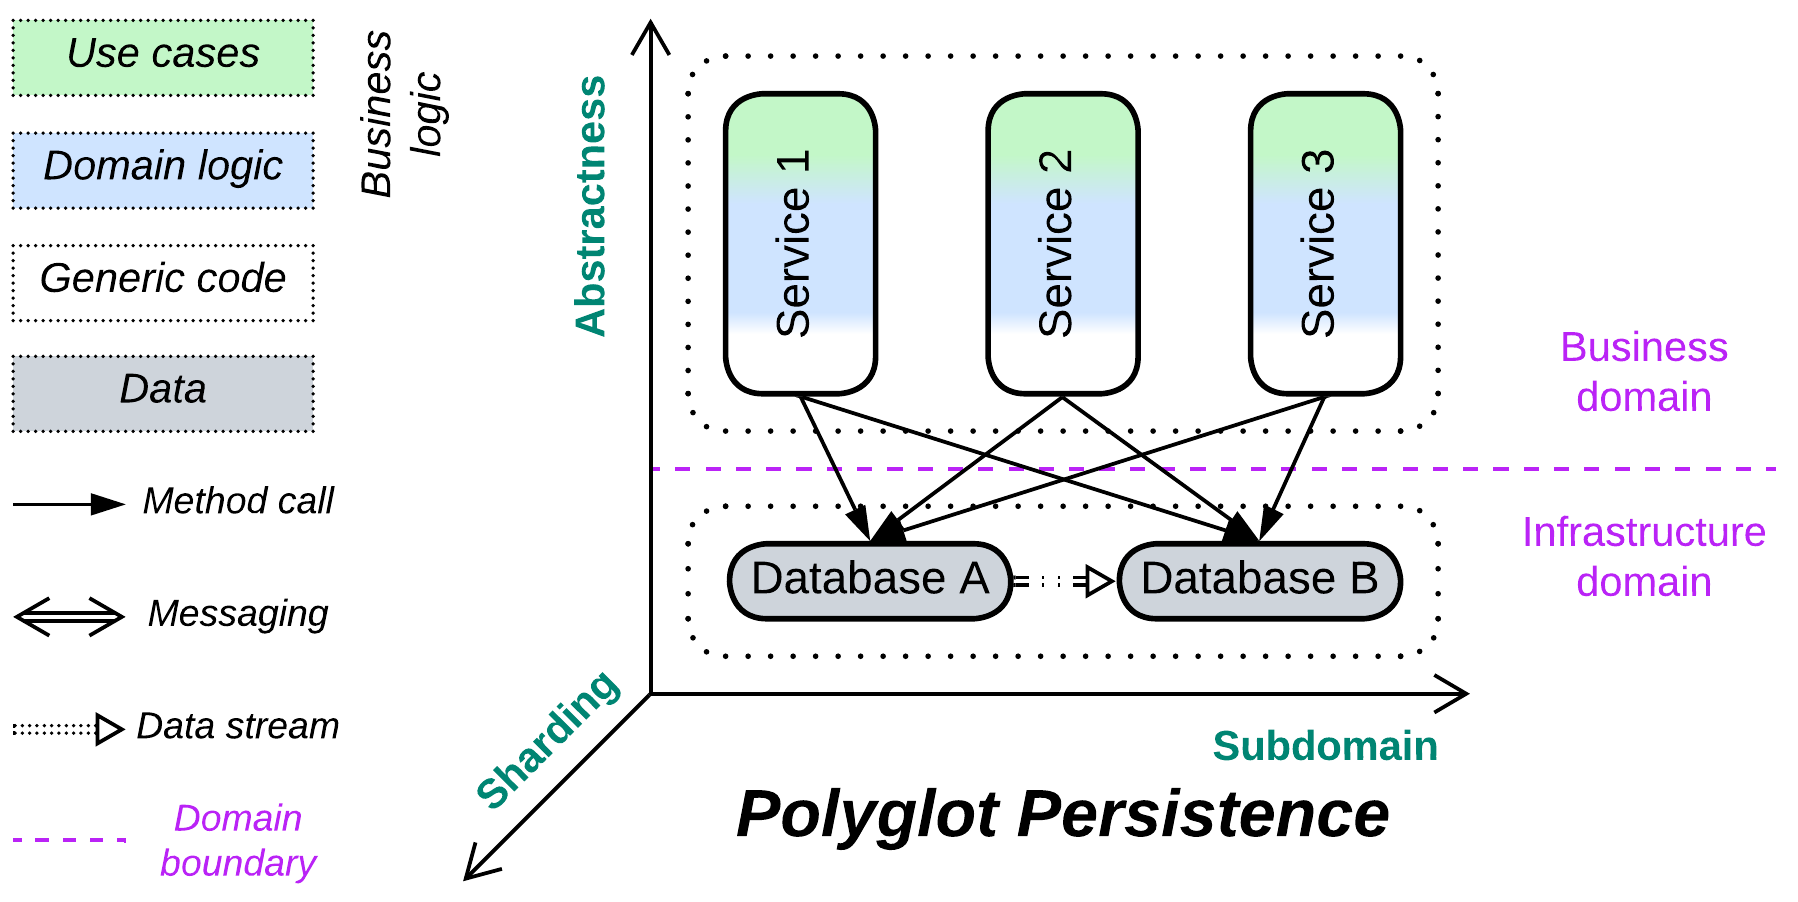 Use cases
Domain logic
Generic code
Data
Business
logic
Method call
Messaging
Data stream
Domain
boundary
Abstractness
Sharding
Subdomain
Service 1
Service 2
Service 3
Database A
Database B
Business
domain
Infrastructure
domain
Polyglot Persistence